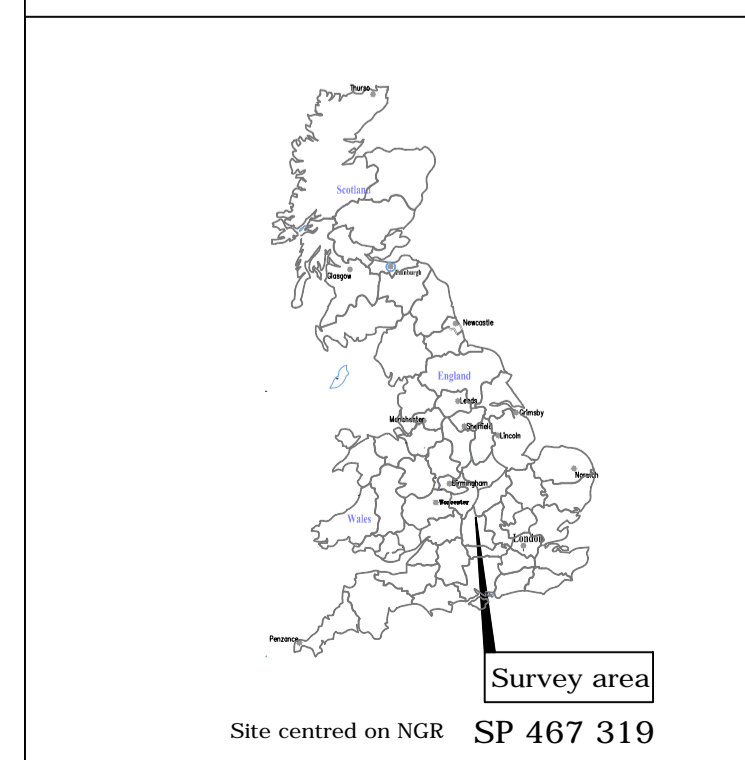 Thurso
Scotland
Glasgow
Edinburgh
Newcastle
England
Leeds
Grimsby
Manchester
Sheffield
Lincoln
Norwich
Birmingham
Worcester
Wales
London
Penzance
Survey area
Site centred on NGR SP 467 319